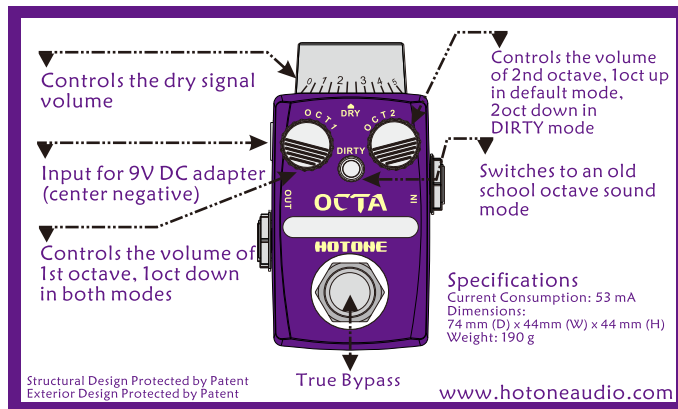 Controls the dry signal
volume
Input for 9V DC adapter
(center negative)
Controls the volume of
1st octave, 1oct down
in both modes
0 1 2 3 4 5
OCT1
DRY
OCT2
DIRTY
OUT
IN
OCTA
HOTONE
Controls the volume
of 2nd octave, 1oct up
in default mode,
2oct down in
DIRTY mode
Switches to an old
school octave sound
mode
Specifications
Current Consumption: 53 mA
Dimensions:
74 mm (D) x 44mm (W) x 44 mm (H)
Weight: 190 g
True Bypass
Structural Design Protected by Patent
Exterior Design Protected by Patent
www.hotoneaudio.com